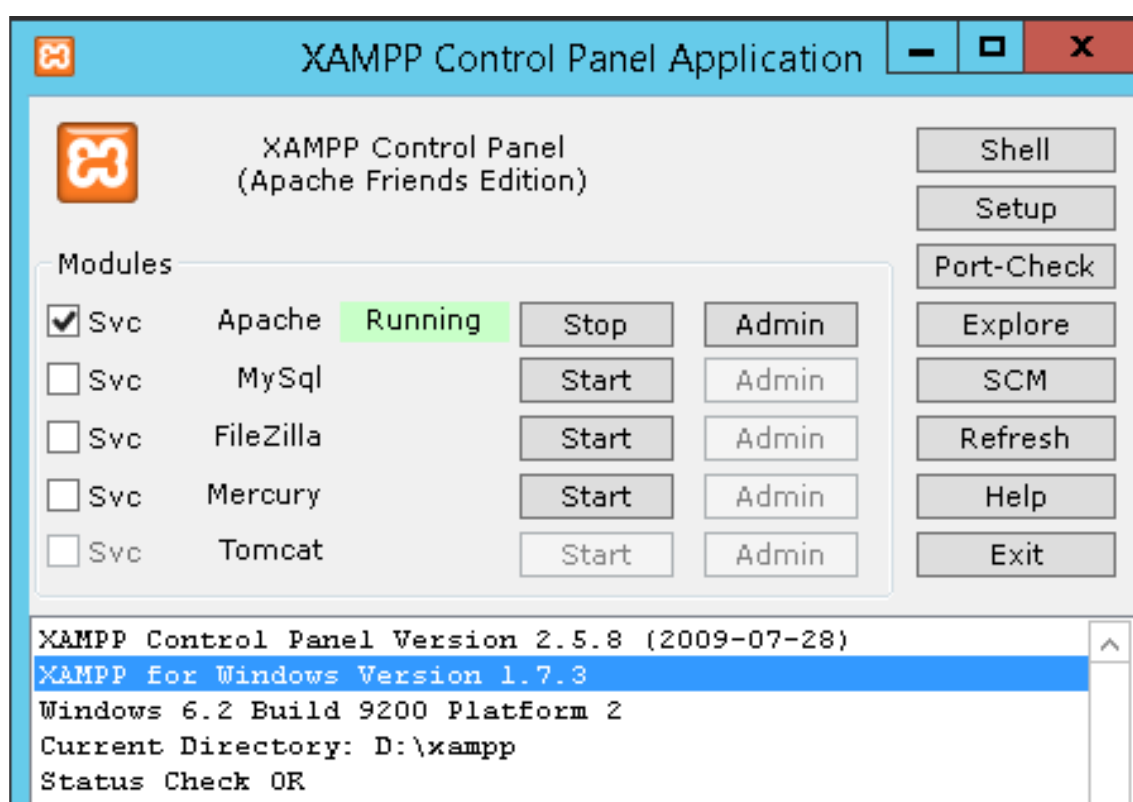 XAMPP Control Panel Application
XAMPP Control Panel
(Apache Friends Edition)
Shell
Setup
Port-Check
Explore
SCM
Refresh
Help
Exit
Modules
Svc Apache Running Stop Admin
Svc MySql Start Admin
Svc FileZilla Start Admin
Svc Mercury Start Admin
Svc Tomcat Start Admin
XAMPP Control Panel Version 2.5.8 (2009-07-28)
XAMPP for Windows Version 1.7.3
Windows 6.2 Build 9200 Platform 2
Current Directory: D:\xampp
Status Check OK